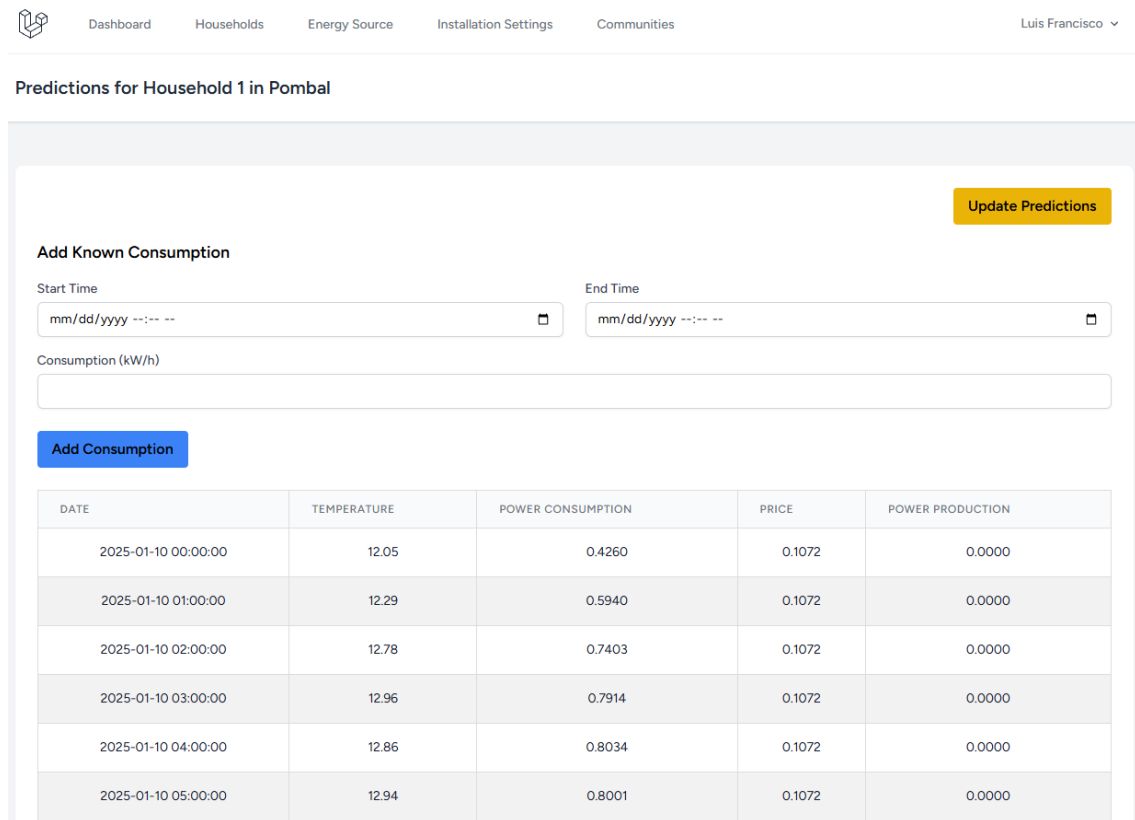 Dashboard Households Energy Source Installation Settings Communities Luis Francisco
Predictions for Household 1 in Pombal
Update Predictions
Add Known Consumption
Start Time End Time
mm/dd/yyyy --:-- -- mm/dd/yyyy --:-- --
Consumption (kW/h)
Add Consumption
DATE TEMPERATURE POWER CONSUMPTION PRICE POWER PRODUCTION
2025-01-10 00:00:00 12.05 0.4260 0.1072 0.0000
2025-01-10 01:00:00 12.29 0.5940 0.1072 0.0000
2025-01-10 02:00:00 12.78 0.7403 0.1072 0.0000
2025-01-10 03:00:00 12.96 0.7914 0.1072 0.0000
2025-01-10 04:00:00 12.86 0.8034 0.1072 0.0000
2025-01-10 05:00:00 12.94 0.8001 0.1072 0.0000